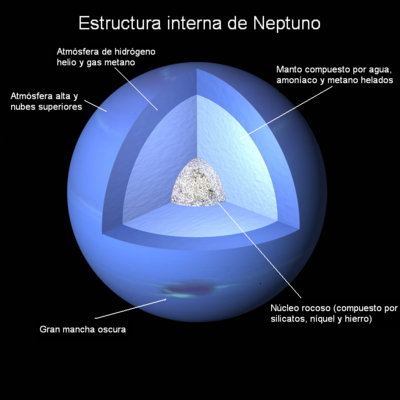 Estructura interna de Neptuno
Atmósfera de hidrógeno
helio y gas metano
Manto compuesto por agua,
amoníaco y metano helados
Atmósfera alta y
nubes superiores
Núcleo rocoso (compuesto por
silicatos, níquel y hierro)
Gran mancha oscura